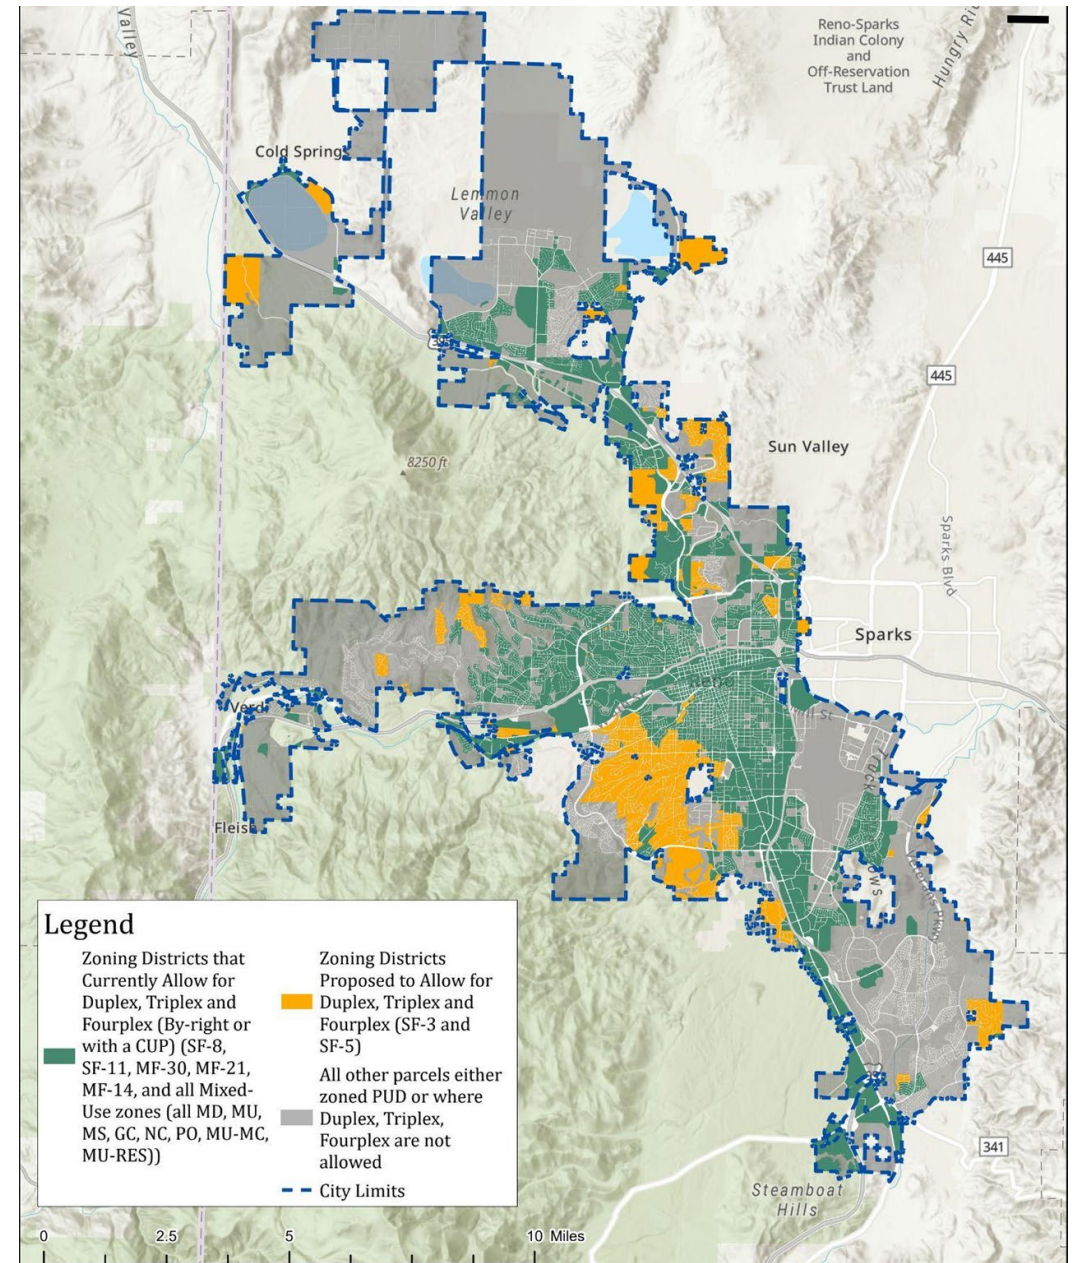 Valley
Reno-Sparks
Indian Colony
and
Off-Reservation
Trust Land
Cold Springs
Lemmon
Valley
445
445
8250 ft
Sun Valley
Sparks Blvd
Sparks
Verd
Fleis
341
Steamboat
Hills
Legend
Zoning Districts that
Currently Allow for
Duplex, Triplex and
Fourplex (By-right or
with a CUP) (SF-8,
SF-11, MF-30, MF-21,
MF-14, and all Mixed-
Use zones (all MD, MU,
MS, GC, NC, PO, MU-MC,
MU-RES))
Zoning Districts
Proposed to Allow for
Duplex, Triplex and
Fourplex (SF-3 and
SF-5)
All other parcels either
zoned PUD or where
Duplex, Triplex,
Fourplex are not
allowed
City Limits
0 2.5 5 10 Miles